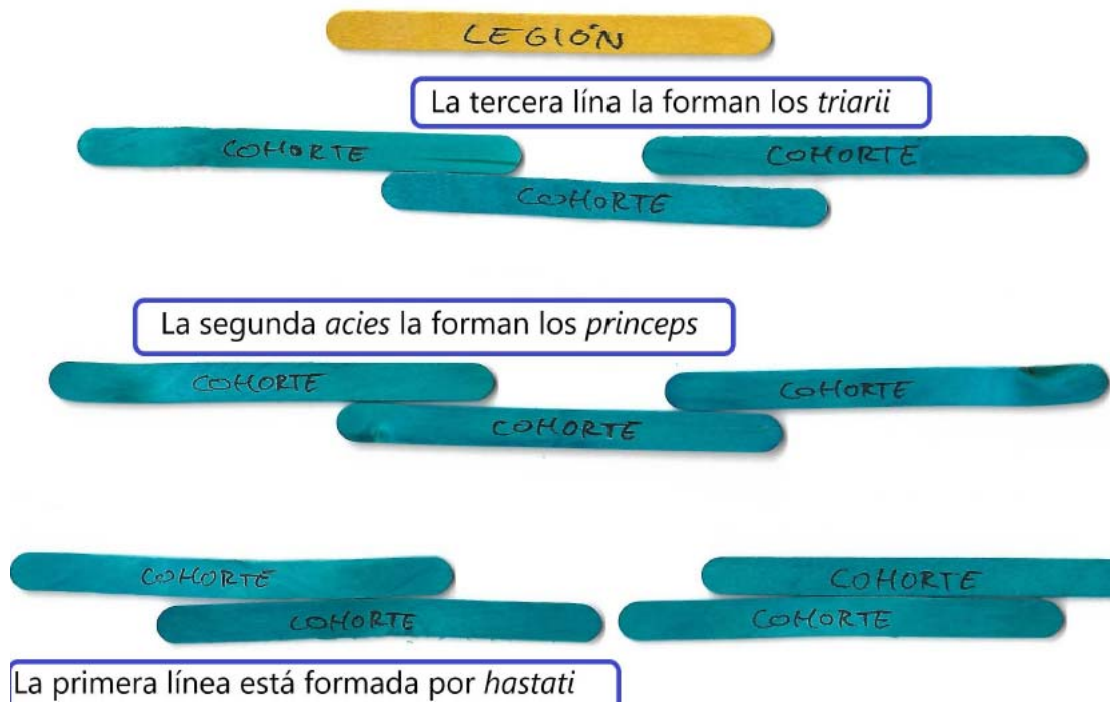 LEGIÓN
La tercera lína la forman los triarii
COHORTE
COHORTE
COHORTE
La segunda acies la forman los princeps
COHORTE
COHORTE
COHORTE
COHORTE
COHORTE
COHORTE
COHORTE
La primera línea está formada por hastati